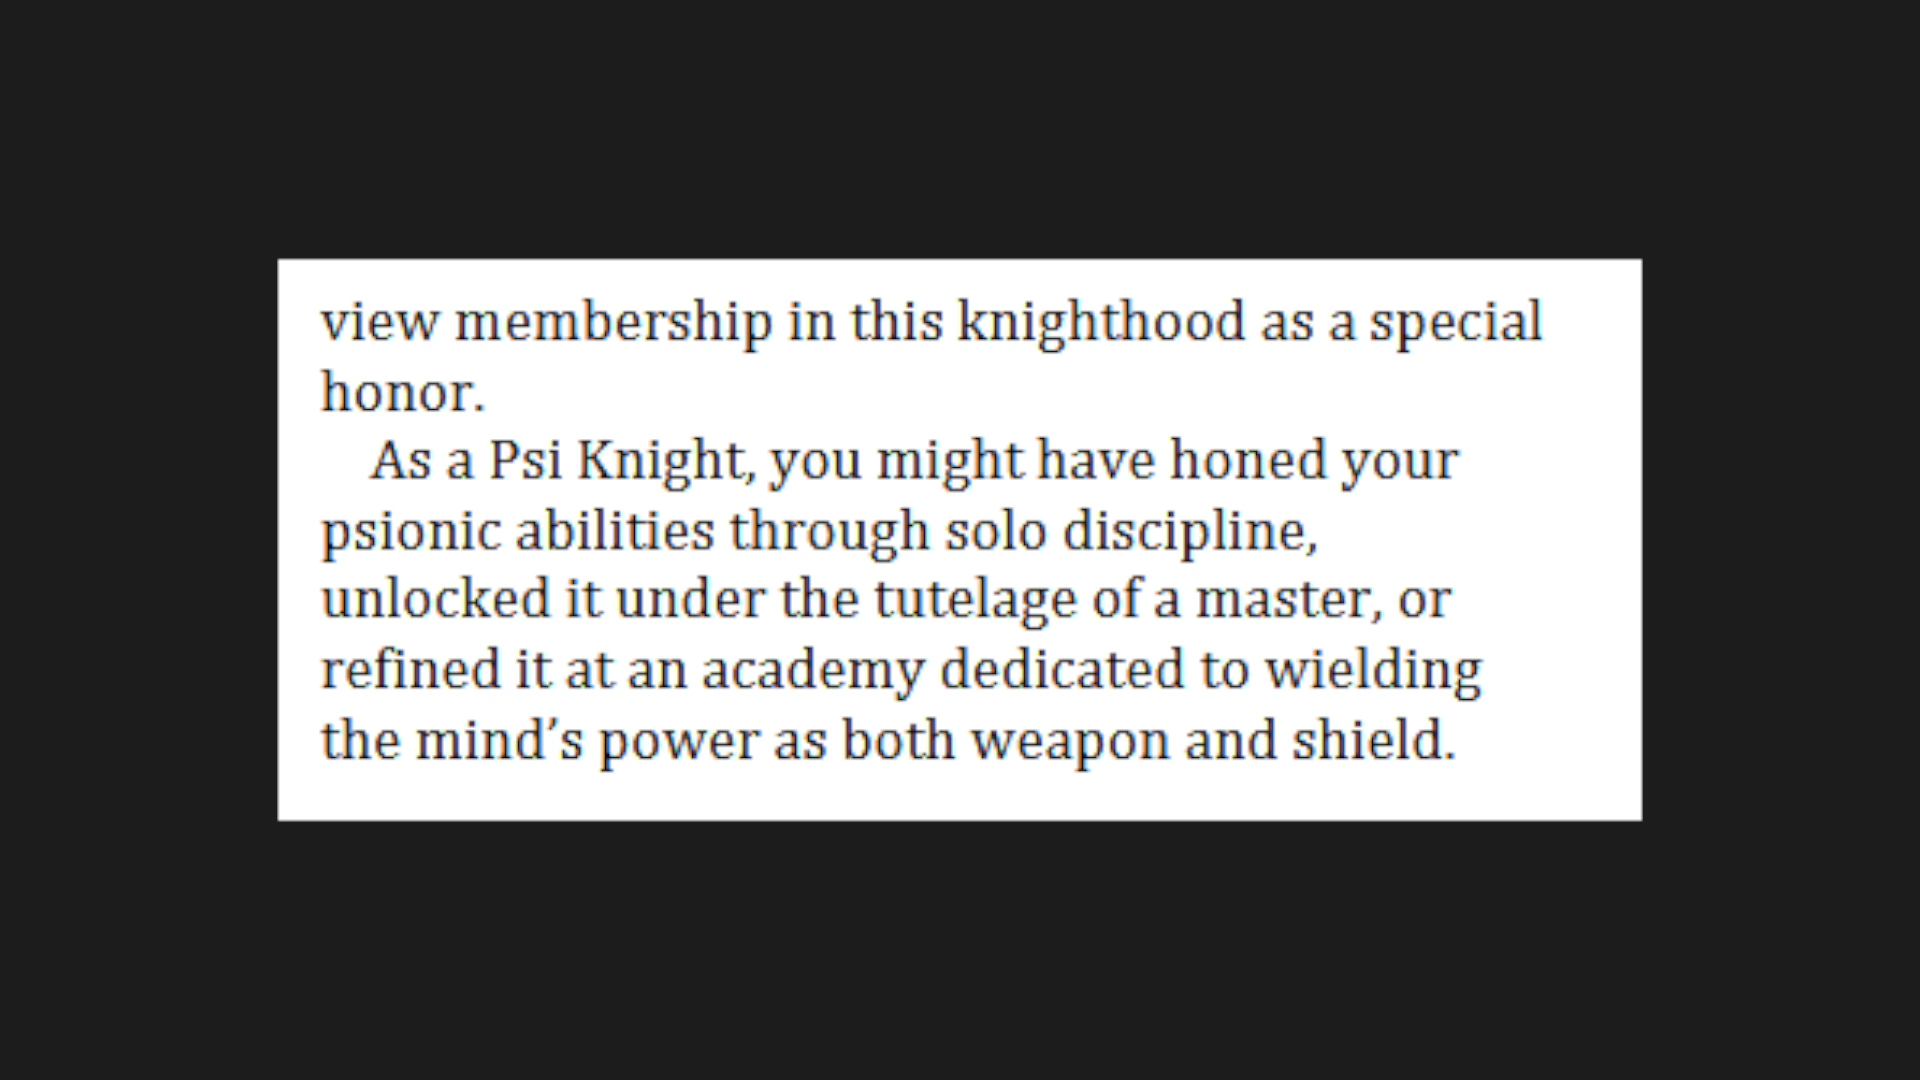 view membership in this knighthood as a special
honor.
As a Psi Knight, you might have honed your
psionic abilities through solo discipline,
unlocked it under the tutelage of a master, or
refined it at an academy dedicated to wielding
the mind’s power as both weapon and shield.